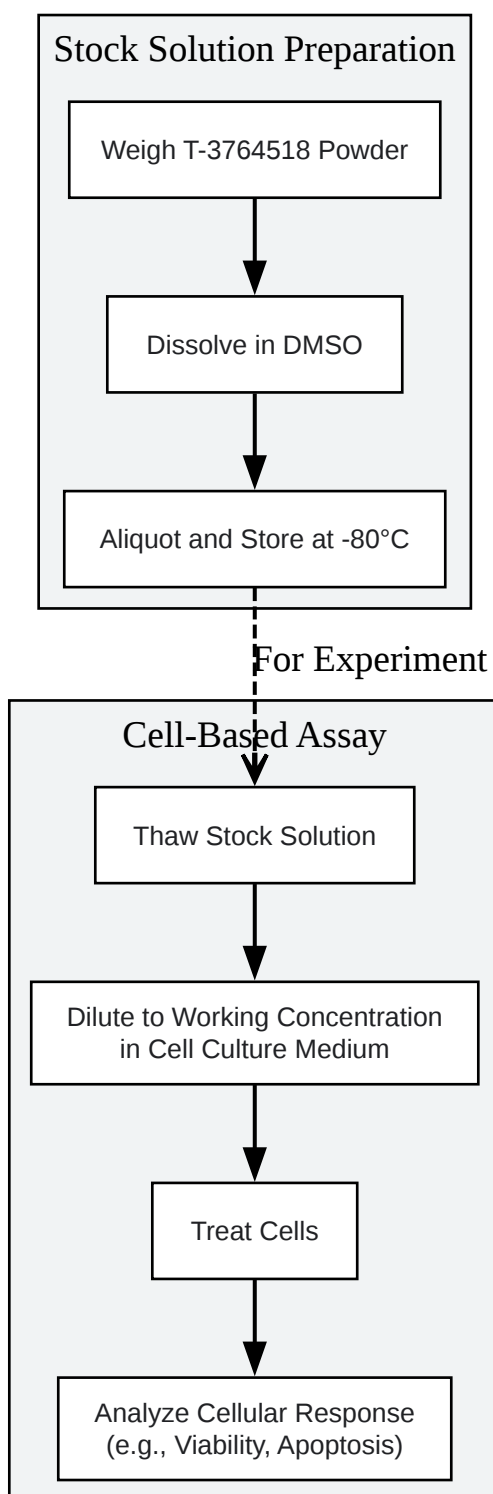 Stock Solution Preparation
Weigh T-3764518 Powder
Dissolve in DMSO
Aliquot and Store at -80°C
For Experiment
Cell-Based Assay
Thaw Stock Solution
Dilute to Working Concentration
in Cell Culture Medium
Treat Cells
Analyze Cellular Response
(e.g., Viability, Apoptosis)